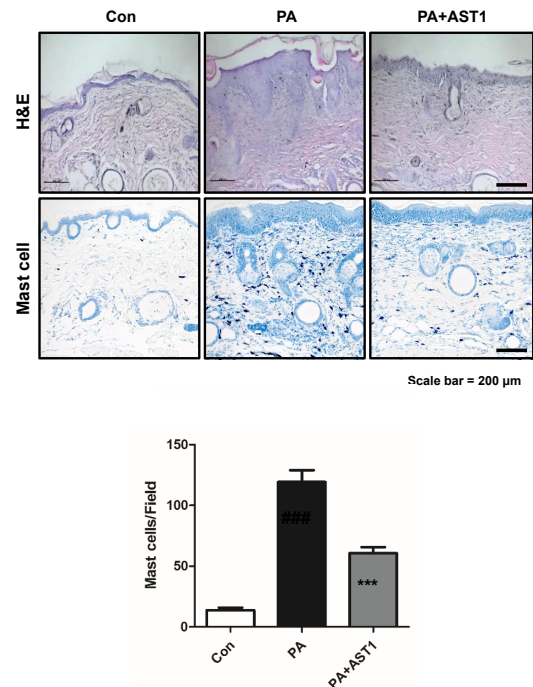 Con PA PA+AST1
H&E
Mast cell
Scale bar = 200 µm
Mast cells/Field
150
100
50
0
###
***
Con PA PA+AST1